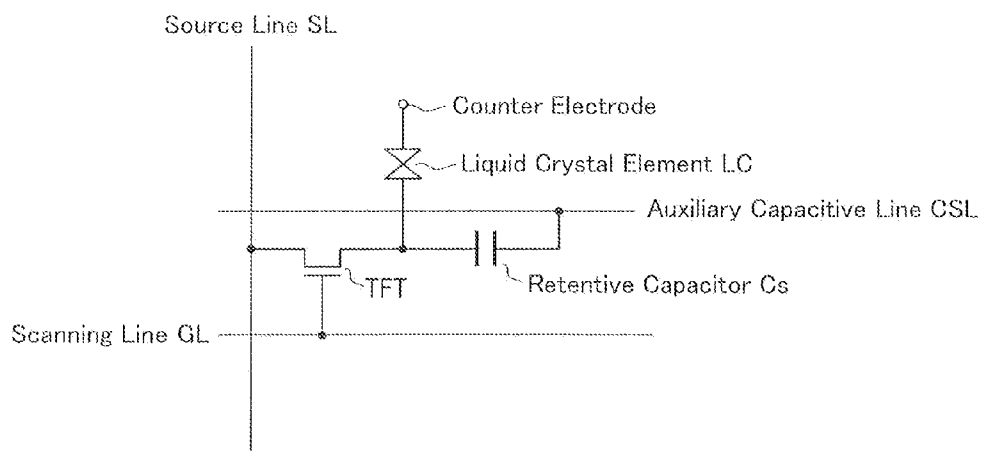 Source Line SL
Counter Electrode
Liquid Crystal Element LC
Auxiliary Capacitive Line CSL
TFT
Retentive Capacitor Cs
Scanning Line GL